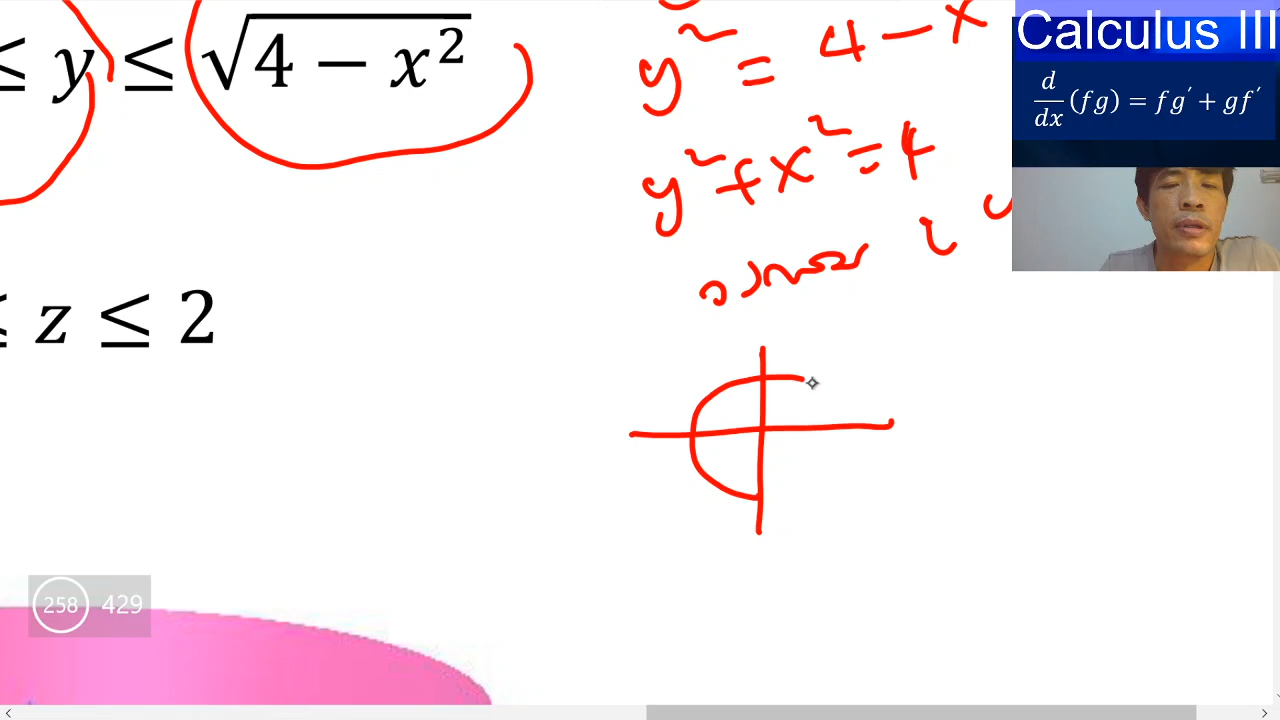 ≤ y ≤ √4 − x²
y² = 4 − x
Calculus III
d/dx (fg) = fg′ + gf′
y² + x² = 4
≤ z ≤ 2
258 429